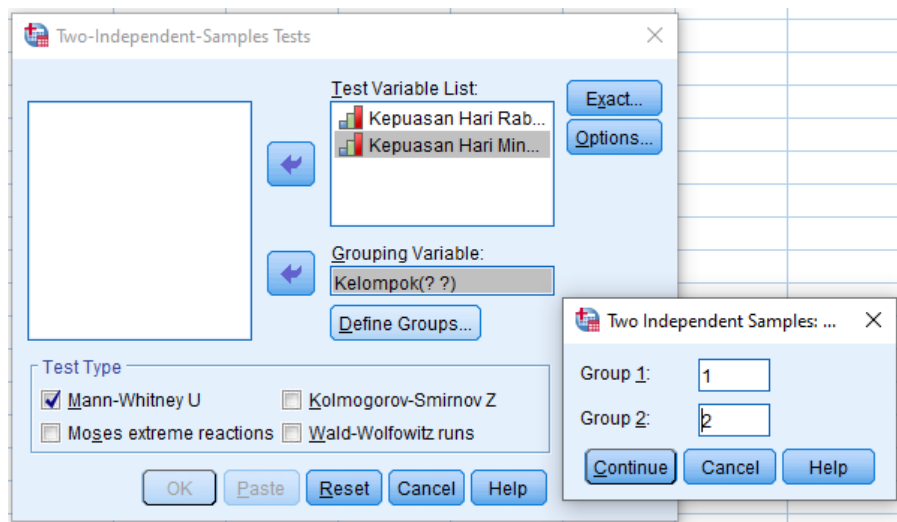 Two-Independent-Samples Tests
Test Variable List:
Kepuasan Hari Rab...
Kepuasan Hari Min...
Exact...
Options...
Grouping Variable:
Kelompok(? ?)
Define Groups...
Test Type
Mann-Whitney U
Kolmogorov-Smirnov Z
Moses extreme reactions
Wald-Wolfowitz runs
OK
Paste
Reset
Cancel
Help
Two Independent Samples: ...
Group 1:
1
Group 2:
2
Continue
Cancel
Help